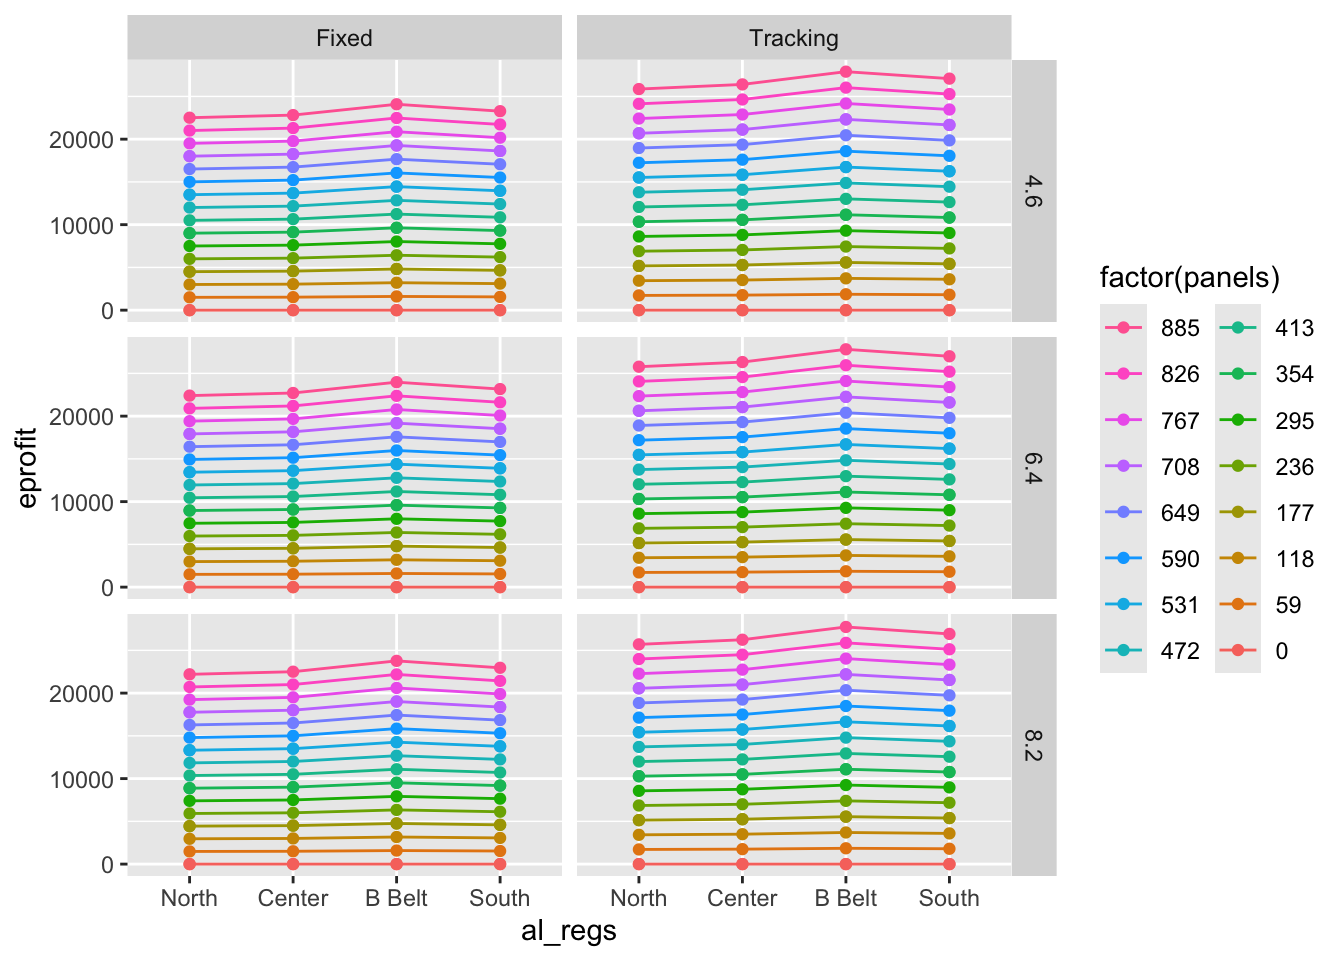 Fixed
Tracking
20000
10000
0
4.6
20000
10000
0
6.4
20000
10000
0
8.2
eprofit
North Center B Belt South
North Center B Belt South
al_regs
factor(panels)
885 413
826 354
767 295
708 236
649 177
590 118
531 59
472 0